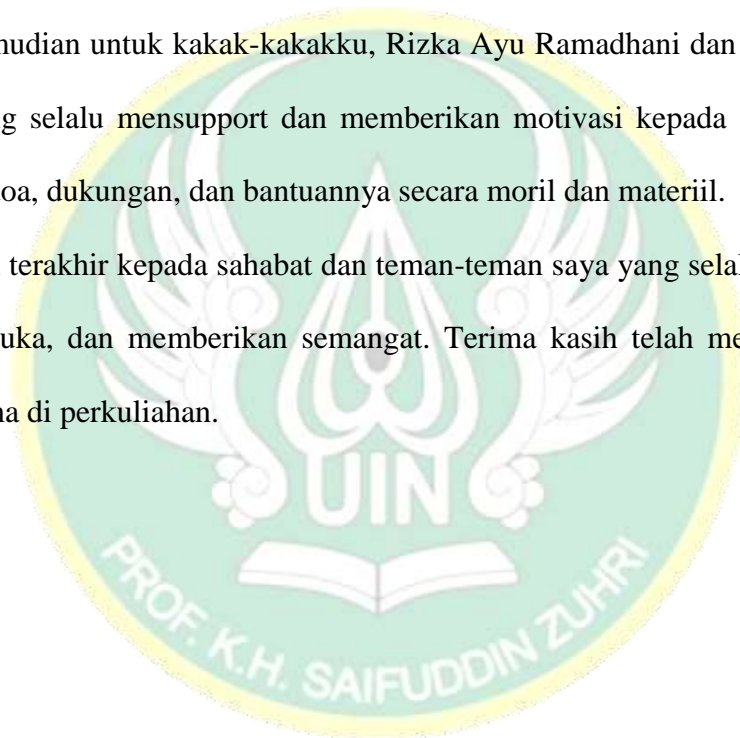 mudian untuk kakak-kakakku, Rizka Ayu Ramadhani dan
g selalu mensupport dan memberikan motivasi kepada
oa, dukungan, dan bantuannya secara moril dan materiil.
terakhir kepada sahabat dan teman-teman saya yang sela
uka, dan memberikan semangat. Terima kasih telah me
na di perkuliahan.
UIN
PROF. K.H. SAIFUDDIN ZUHRI